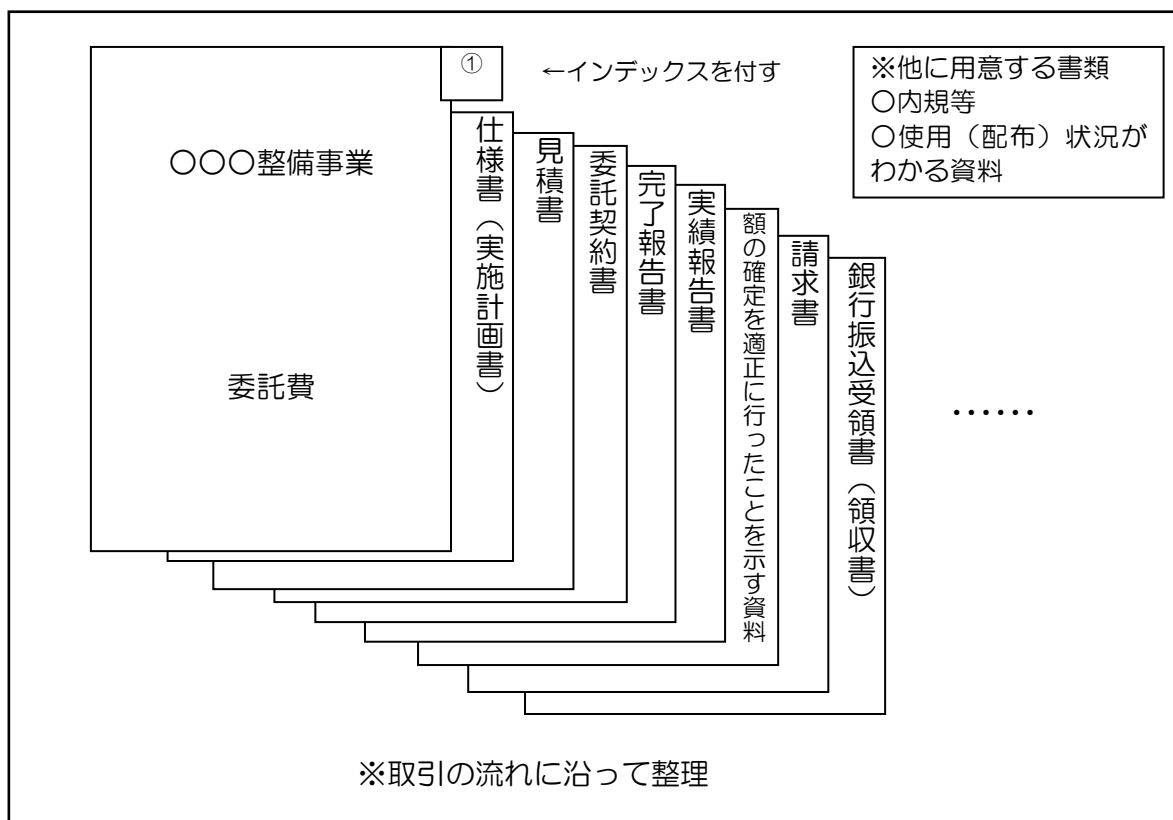 ①
←インデックスを付す
※他に用意する書類
○内規等
○使用（配布）状況が
わかる資料
○○○整備事業
委託費
仕様書（実施計画書）
見積書
委託契約書
完了報告書
実績報告書
額の確定を適正に行ったことを示す資料
請求書
銀行振込受領書（領収書）
……
※取引の流れに沿って整理